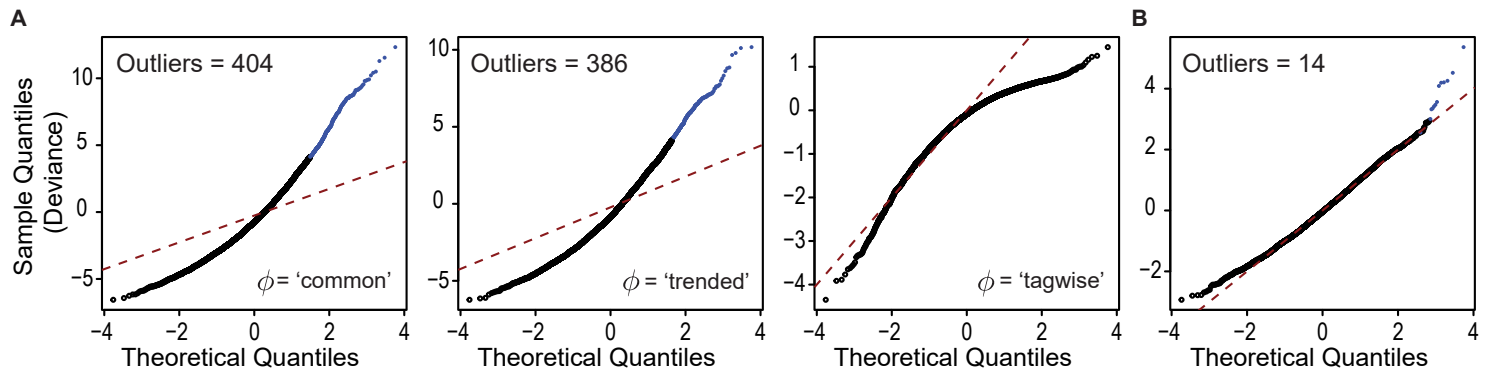 A
B
Sample Quantiles
(Deviance)
Outliers = 404
10
5
0
−5
ϕ = ‘common’
−4 −2 0 2 4
Theoretical Quantiles
Outliers = 386
10
5
0
−5
ϕ = ‘trended’
−4 −2 0 2 4
Theoretical Quantiles
1
0
−1
−2
−3
−4
ϕ = ‘tagwise’
−4 −2 0 2 4
Theoretical Quantiles
Outliers = 14
4
2
0
−2
−4 −2 0 2 4
Theoretical Quantiles